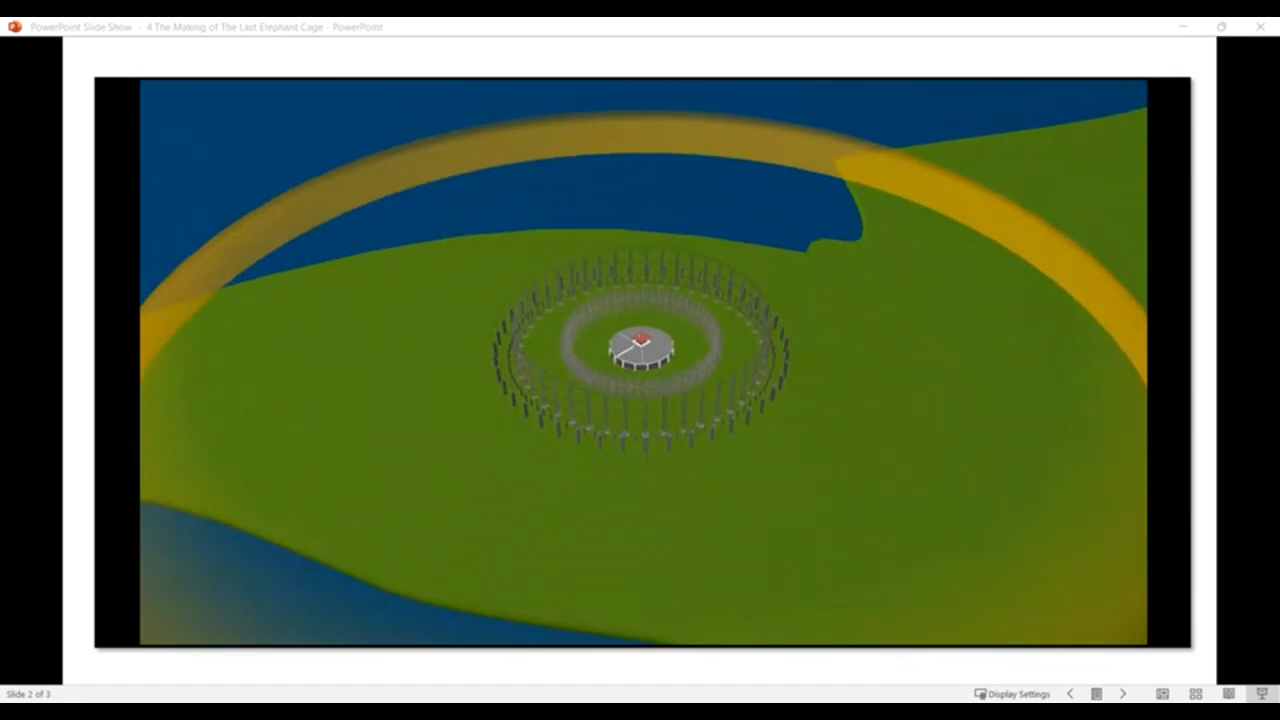 PowerPoint Slide Show - 4 The Making of The Last Elephant Cage - PowerPoint
Slide 2 of 3
Display Settings